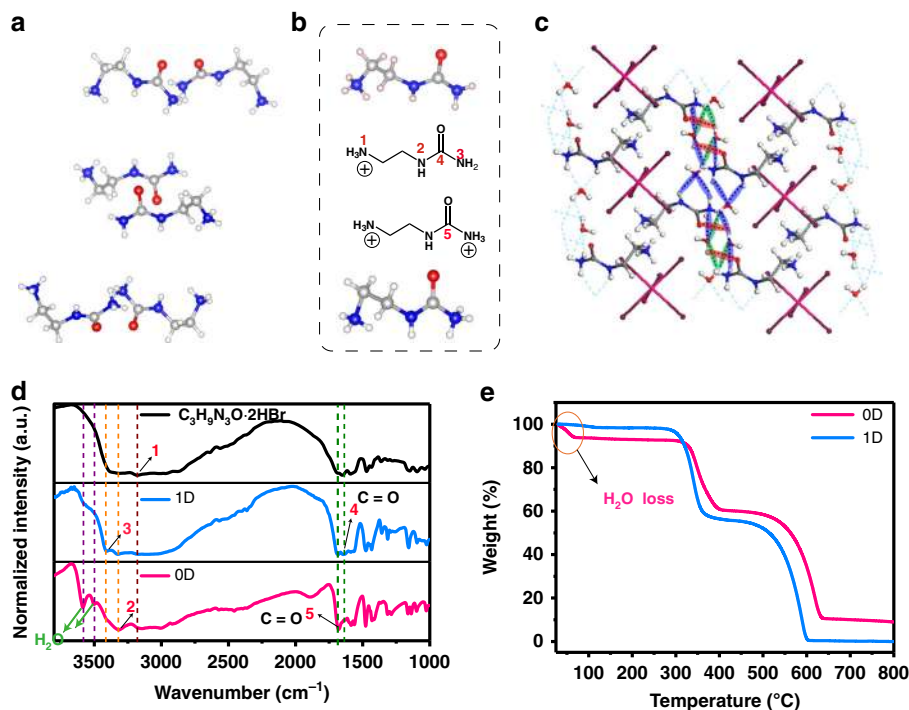 a
b
c
1
H₃N
2
N
H
O
4
3
NH₂
H₃N
N
H
O
5
NH₃
d
C₃H₉N₃O·2HBr
1
1D
C = O
3
4
0D
2
C = O
5
H₂O
Normalized intensity (a.u.)
3500 3000 2500 2000 1500 1000
Wavenumber (cm⁻¹)
e
100
80
60
40
20
0
0D
1D
H₂O loss
Weight (%)
100 200 300 400 500 600 700 800
Temperature (°C)